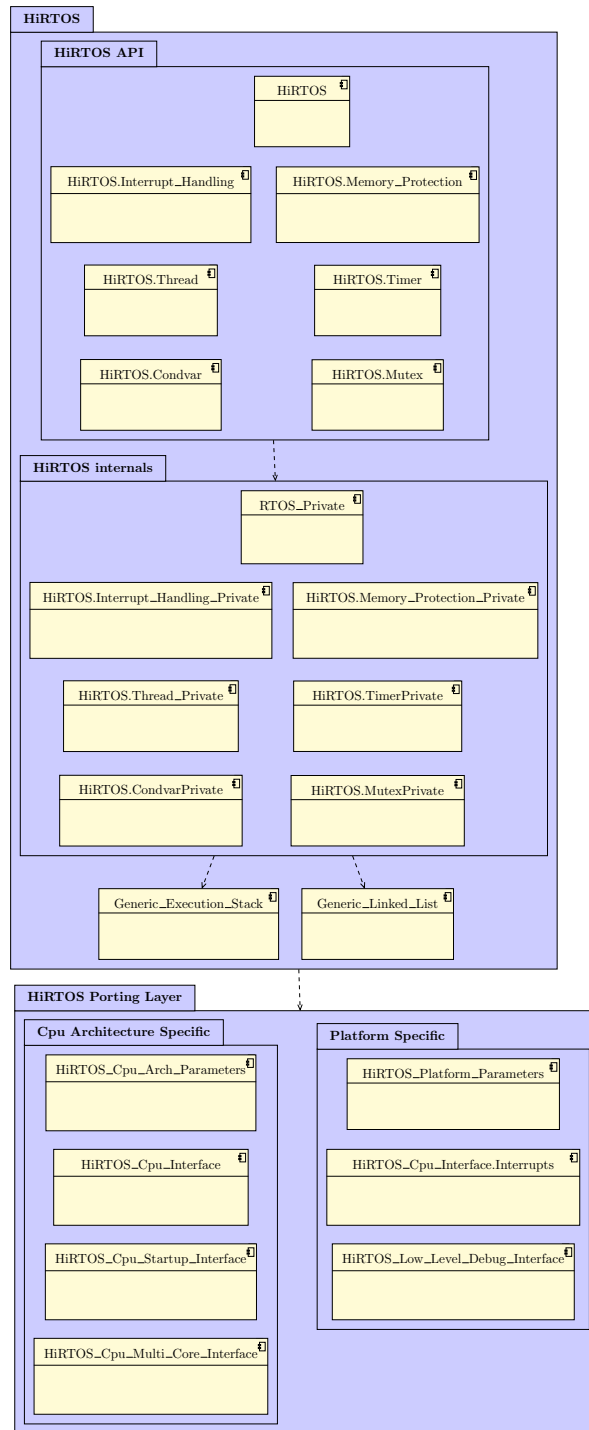 HiRTOS
HiRTOS API
HiRTOS
HiRTOS.Interrupt_Handling
HiRTOS.Memory_Protection
HiRTOS.Thread
HiRTOS.Timer
HiRTOS.Condvar
HiRTOS.Mutex
HiRTOS internals
RTOS_Private
HiRTOS.Interrupt_Handling_Private
HiRTOS.Memory_Protection_Private
HiRTOS.Thread_Private
HiRTOS.TimerPrivate
HiRTOS.CondvarPrivate
HiRTOS.MutexPrivate
Generic_Execution_Stack
Generic_Linked_List
HiRTOS Porting Layer
Cpu Architecture Specific
HiRTOS_Cpu_Arch_Parameters
HiRTOS_Cpu_Interface
HiRTOS_Cpu_Startup_Interface
HiRTOS_Cpu_Multi_Core_Interface
Platform Specific
HiRTOS_Platform_Parameters
HiRTOS_Cpu_Interface.Interrupts
HiRTOS_Low_Level_Debug_Interface